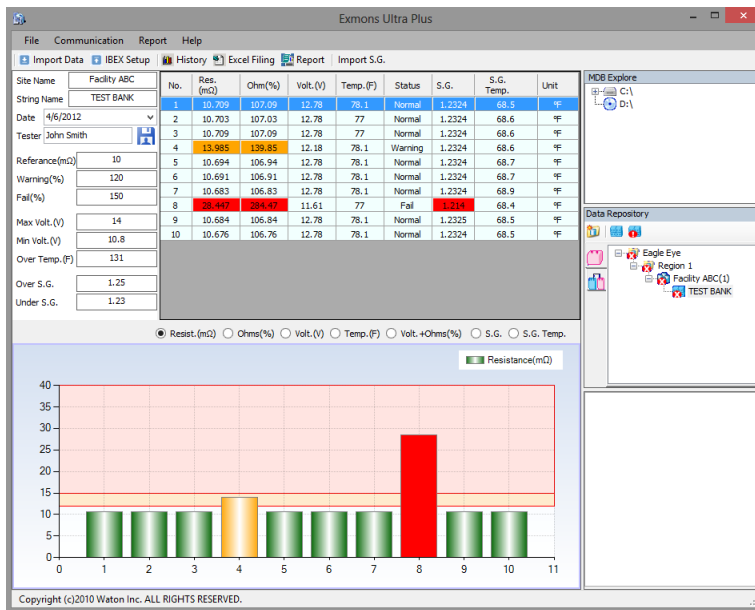 Exmons Ultra Plus
File Communication Report Help
Import Data IBEX Setup History Excel Filing Report Import S.G.
Site Name Facility ABC
String Name TEST BANK
Date 4/6/2012
Tester John Smith
Referance(mΩ) 10
Warning(%) 120
Fail(%) 150
Max Volt.(V) 14
Min Volt.(V) 10.8
Over Temp.(F) 131
Over S.G. 1.25
Under S.G. 1.23
No. Res. (mΩ) Ohm(%) Volt.(V) Temp.(F) Status S.G. S.G. Temp. Unit
1 10.709 107.09 12.78 78.1 Normal 1.2324 68.5 ℉
2 10.703 107.03 12.78 77 Normal 1.2324 68.6 ℉
3 10.709 107.09 12.78 77 Normal 1.2324 68.6 ℉
4 13.985 139.85 12.18 78.1 Warning 1.2324 68.6 ℉
5 10.694 106.94 12.78 78.1 Normal 1.2324 68.7 ℉
6 10.691 106.91 12.78 78.1 Normal 1.2324 68.7 ℉
7 10.683 106.83 12.78 78.1 Normal 1.2324 68.9 ℉
8 28.447 284.47 11.61 77 Fail 1.214 68.4 ℉
9 10.684 106.84 12.78 78.1 Normal 1.2325 68.5 ℉
10 10.676 106.76 12.78 78.1 Normal 1.2324 68.5 ℉
MDB Explore
C:\
D:\
Data Repository
Eagle Eye
Region 1
Facility ABC(1)
TEST BANK
Resist.(mΩ) Ohms(%) Volt.(V) Temp.(F) Volt.+Ohms(%) S.G. S.G. Temp.
Resistance(mΩ)
40
35
30
25
20
15
10
5
0
0 1 2 3 4 5 6 7 8 9 10 11
Copyright (c)2010 Waton Inc. ALL RIGHTS RESERVED.